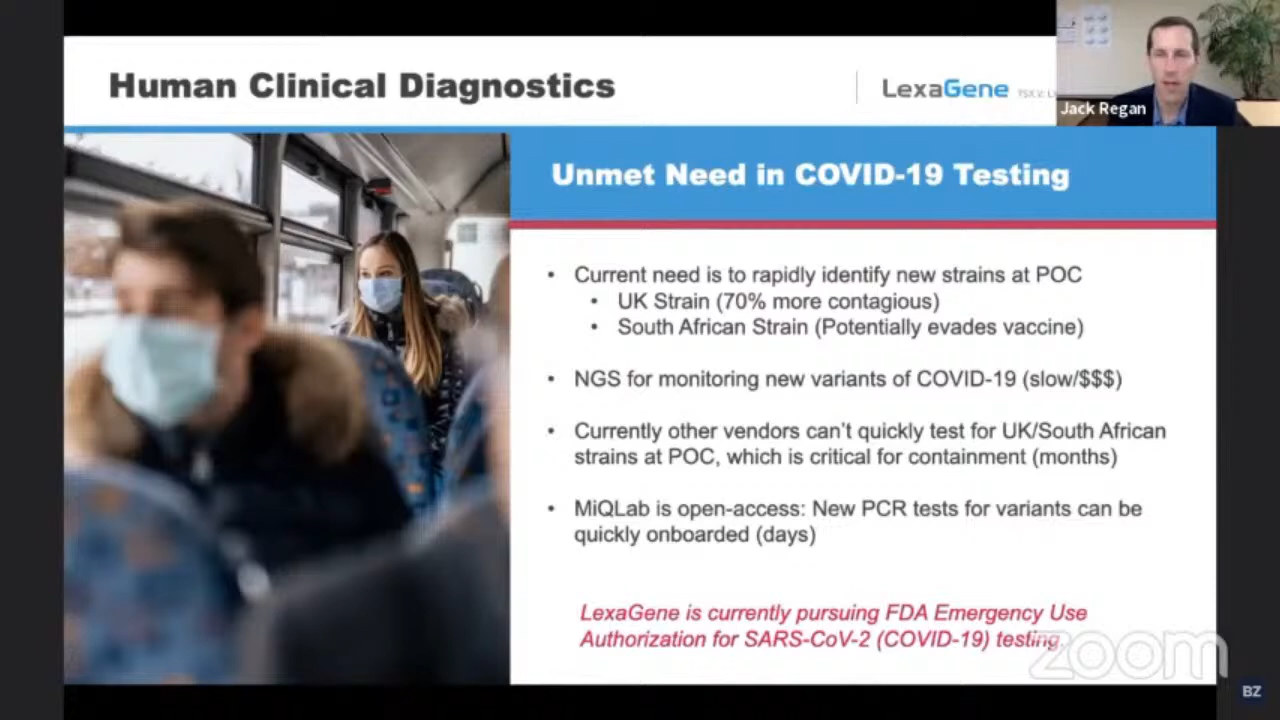 Human Clinical Diagnostics
LexaGene
Jack Regan
Unmet Need in COVID-19 Testing
• Current need is to rapidly identify new strains at POC
• UK Strain (70% more contagious)
• South African Strain (Potentially evades vaccine)
• NGS for monitoring new variants of COVID-19 (slow/$$$)
• Currently other vendors can't quickly test for UK/South African
strains at POC, which is critical for containment (months)
• MiQLab is open-access: New PCR tests for variants can be
quickly onboarded (days)
LexaGene is currently pursuing FDA Emergency Use
Authorization for SARS-CoV-2 (COVID-19) testing.
zoom
BZ